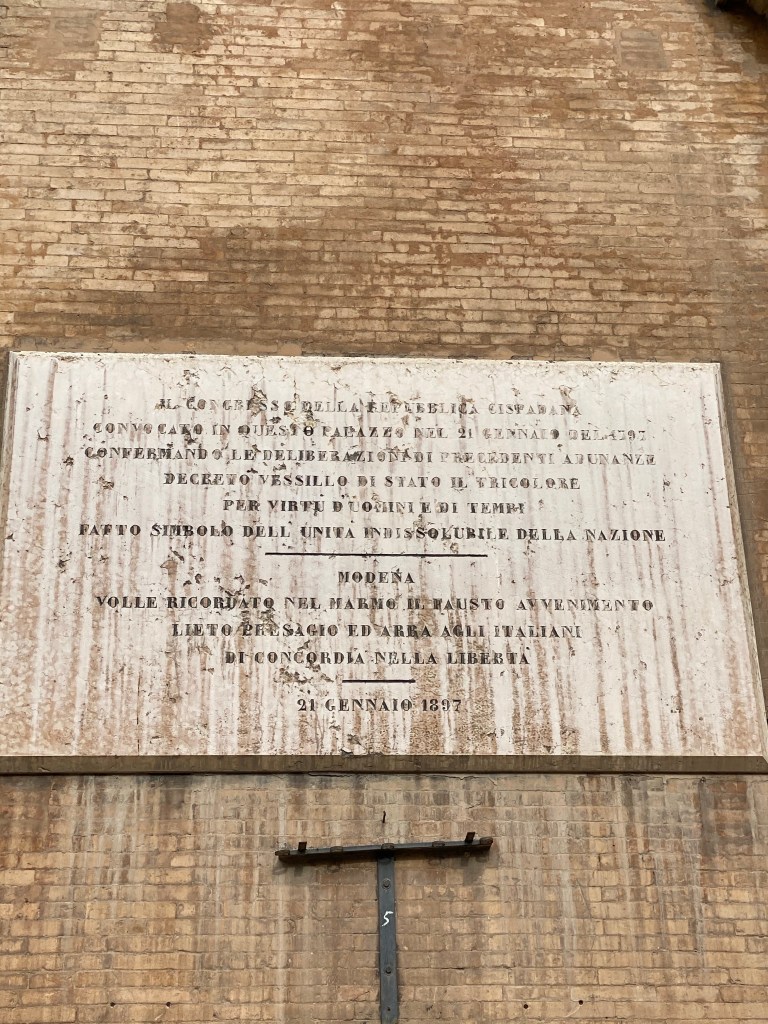 IL CONGRESSO DELLA REPUBBLICA CISPADANA
CONVOCATO IN QUESTO PALAZZO NEL 21 GENNAIO DEL 1797
CONFERMANDO LE DELIBERAZIONI DI PRECEDENTI ADUNANZE
DECRETÒ VESSILLO DI STATO IL TRICOLORE
PER VIRTÙ D'UOMINI E DI TEMPI
FATTO SIMBOLO DELL'UNITÀ INDISSOLUBILE DELLA NAZIONE
MODENA
VOLLE RICORDATO NEL MARMO IL FAUSTO AVVENIMENTO
LIETO PRESAGIO ED ARRA AGLI ITALIANI
DI CONCORDIA NELLA LIBERTÀ
21 GENNAIO 1897
5